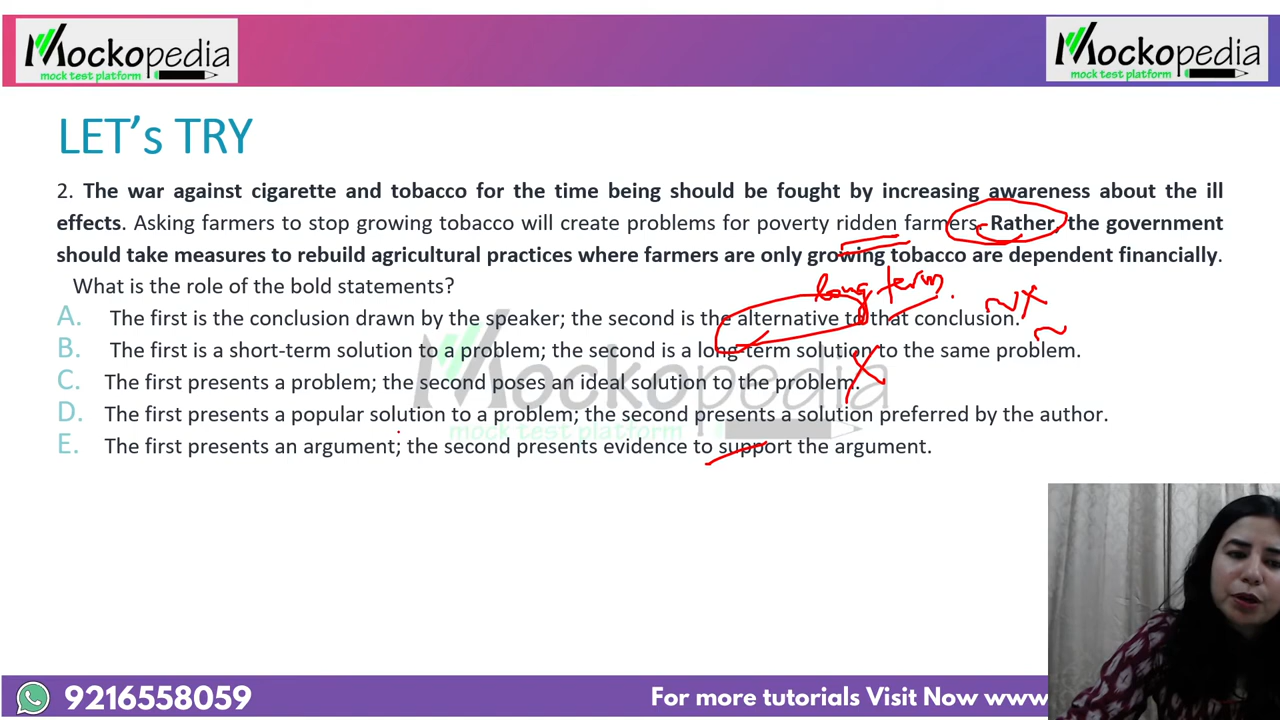 Mockopedia
mock test platform
Mockopedia
mock test platform
LET's TRY
2. The war against cigarette and tobacco for the time being should be fought by increasing awareness about the ill
effects. Asking farmers to stop growing tobacco will create problems for poverty ridden farmers. Rather, the government
should take measures to rebuild agricultural practices where farmers are only growing tobacco are dependent financially.
What is the role of the bold statements?
long term
A. The first is the conclusion drawn by the speaker; the second is the alternative to that conclusion.
B. The first is a short-term solution to a problem; the second is a long-term solution to the same problem.
C. The first presents a problem; the second poses an ideal solution to the problem.
D. The first presents a popular solution to a problem; the second presents a solution preferred by the author.
E. The first presents an argument; the second presents evidence to support the argument.
Mockopedia
mock test platform
9216558059
For more tutorials Visit Now www